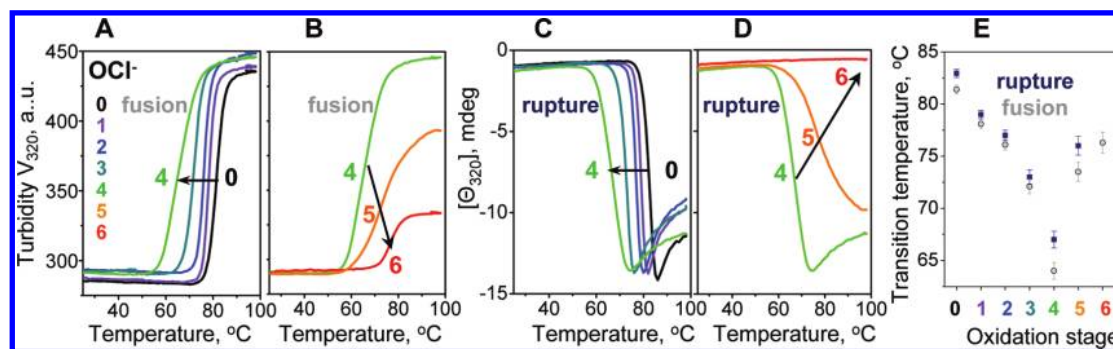 A
B
C
D
E
Turbidity V320, a..u.
450
400
350
300
OCl-
fusion
0
1
2
3
4
5
6
4
0
40
60
80
100
Temperature, oC
fusion
4
5
6
40
60
80
100
Temperature, oC
[Θ320], mdeg
0
-5
-10
-15
rupture
4
0
40
60
80
100
Temperature, oC
rupture
6
5
4
40
60
80
100
Temperature, oC
Transition temperature, oC
85
80
75
70
65
rupture
fusion
0
1
2
3
4
5
6
Oxidation stage